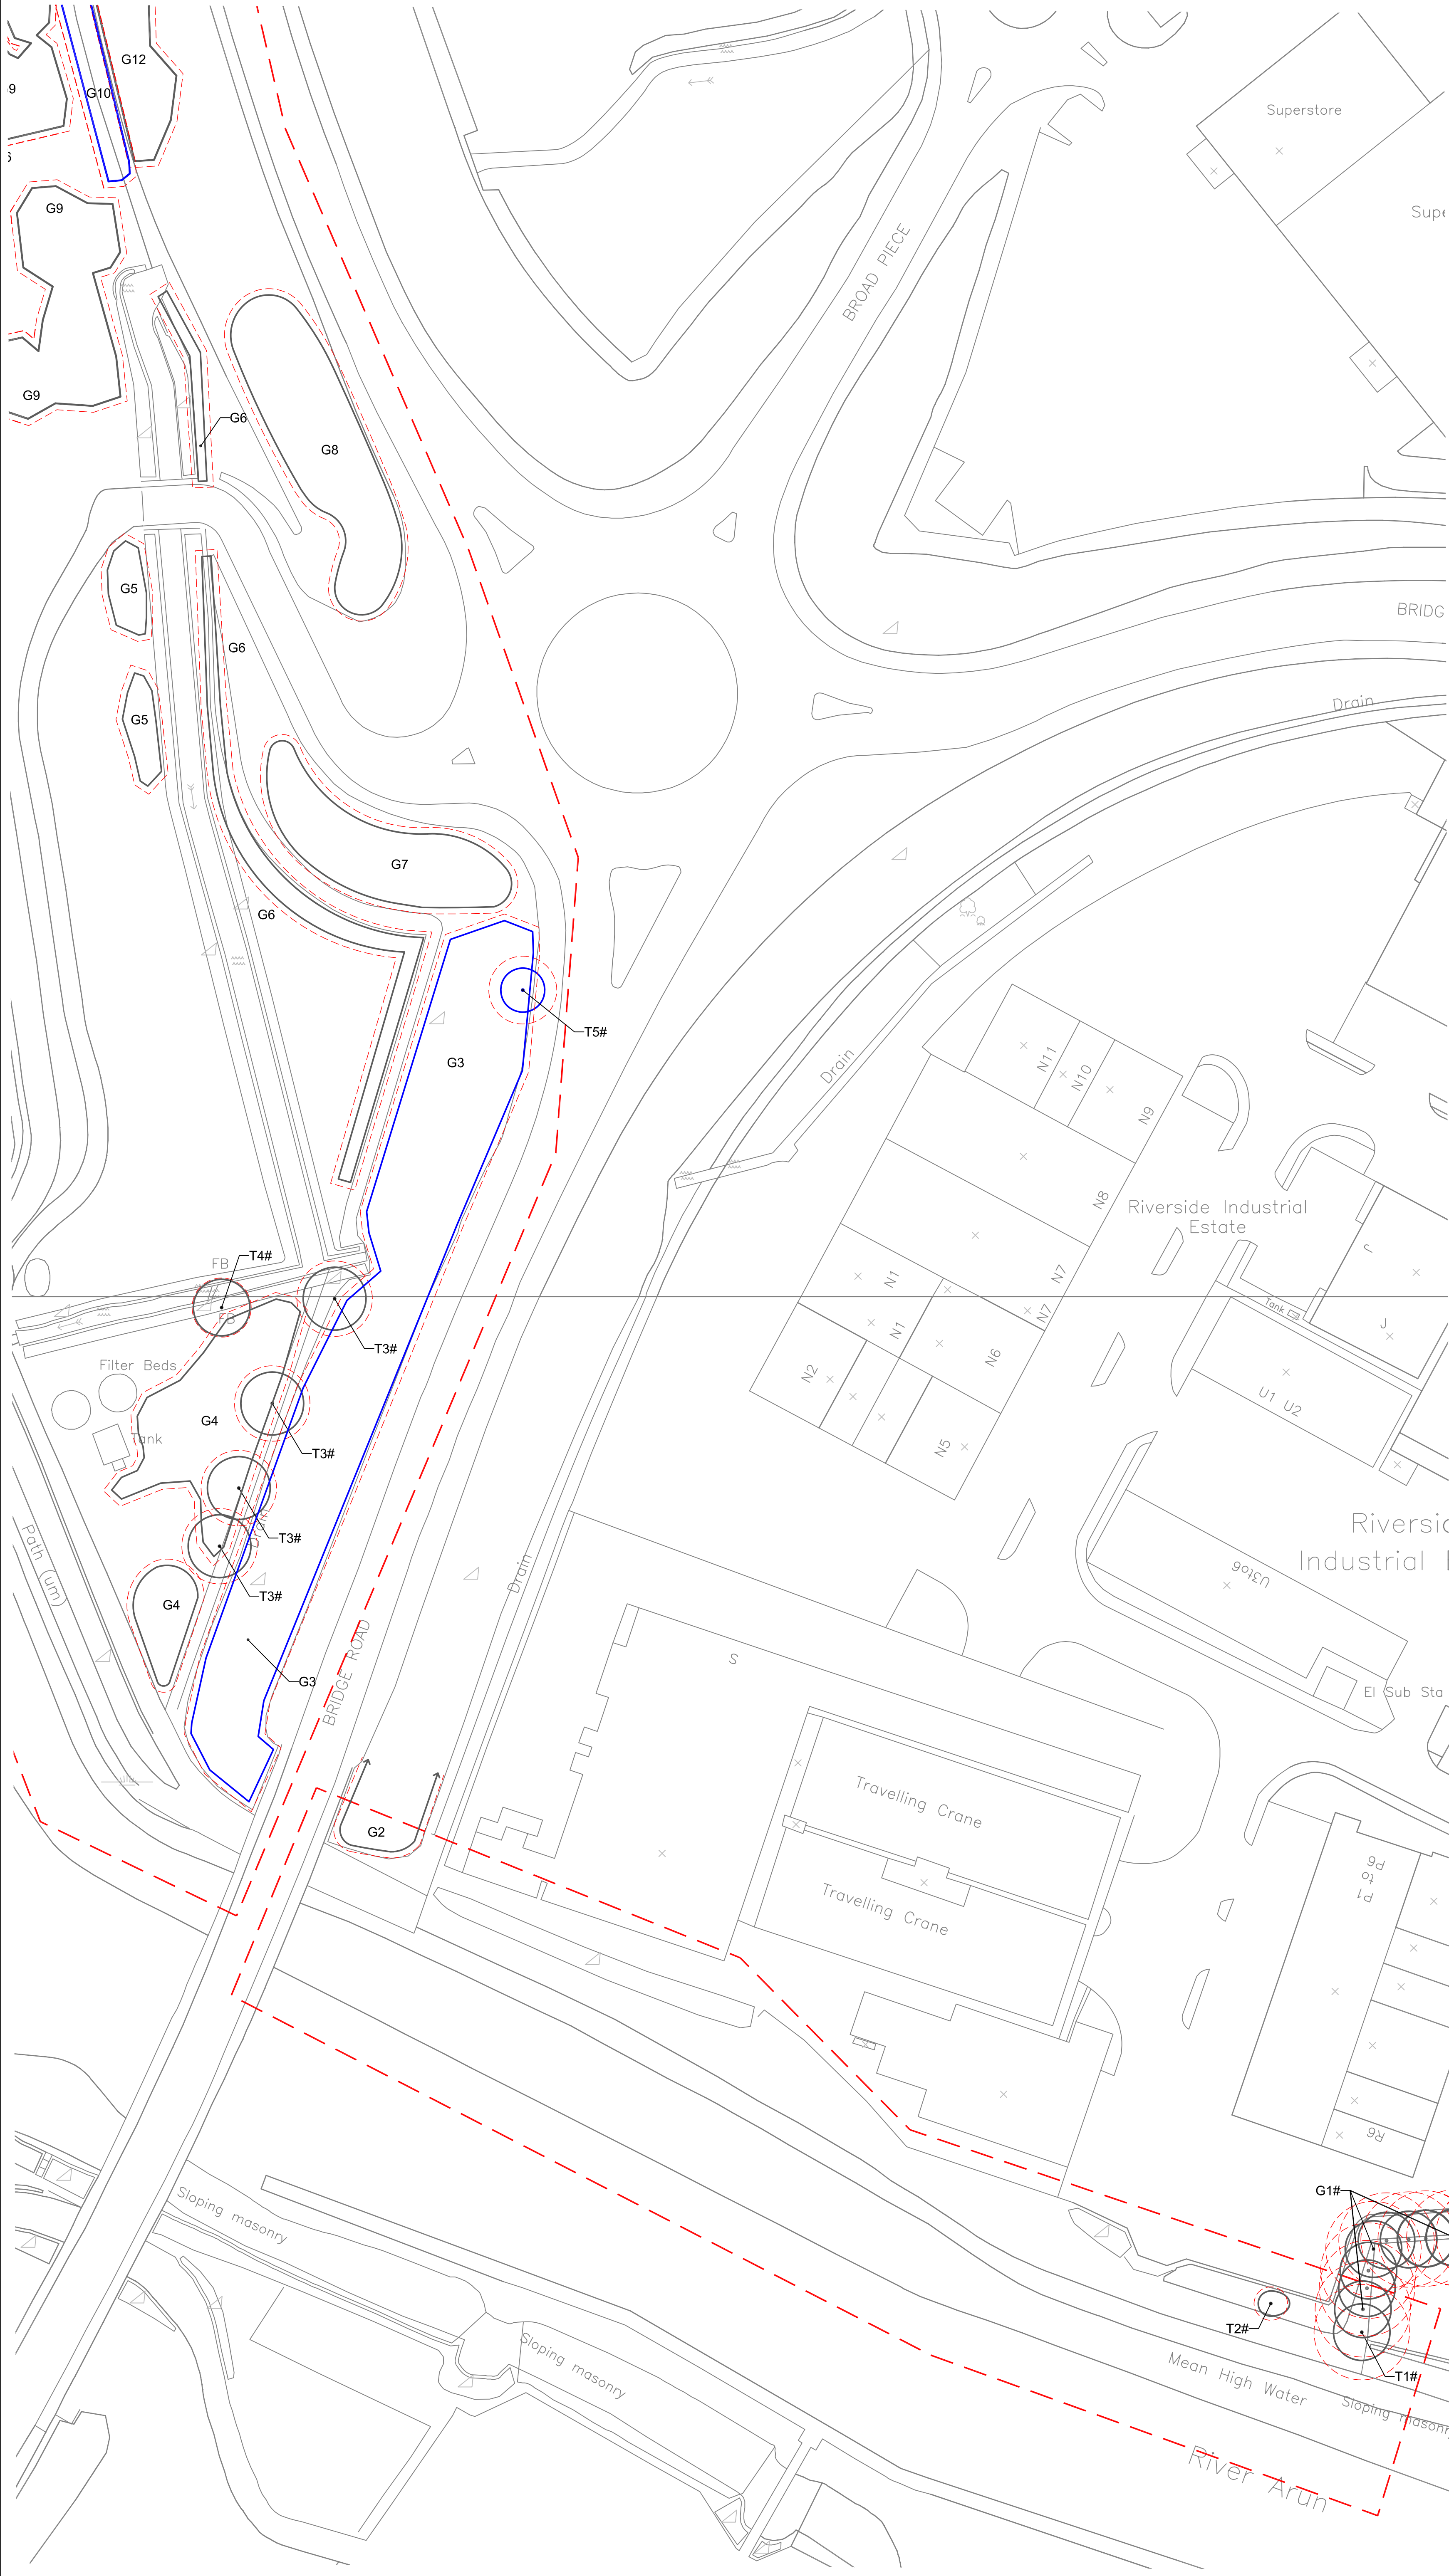 G12
G10
9
Superstore
G9
BROAD PIECE
G9
G6
G8
G5
BRIDG
G6
G5
Drain
G7
G6
T5#
G3
Drain
N11
N10
N9
N8
Riverside Industrial
Estate
FB
T4#
N1
N7
N7
J
Tank
FB
T3#
N1
J
Filter Beds
N2
N6
U1 U2
G4
Tank
T3#
N5
Drain
T3#
Path (um)
Drain
U3to6
Industrial
T3#
G4
BRIDGE ROAD
S
G3
El Sub Sta
Travelling Crane
G2
P1
to
P6
Travelling Crane
R6
G1#
Sloping masonry
T2#
Sloping masonry
Mean High Water
T1#
Sloping masonry
River Arun